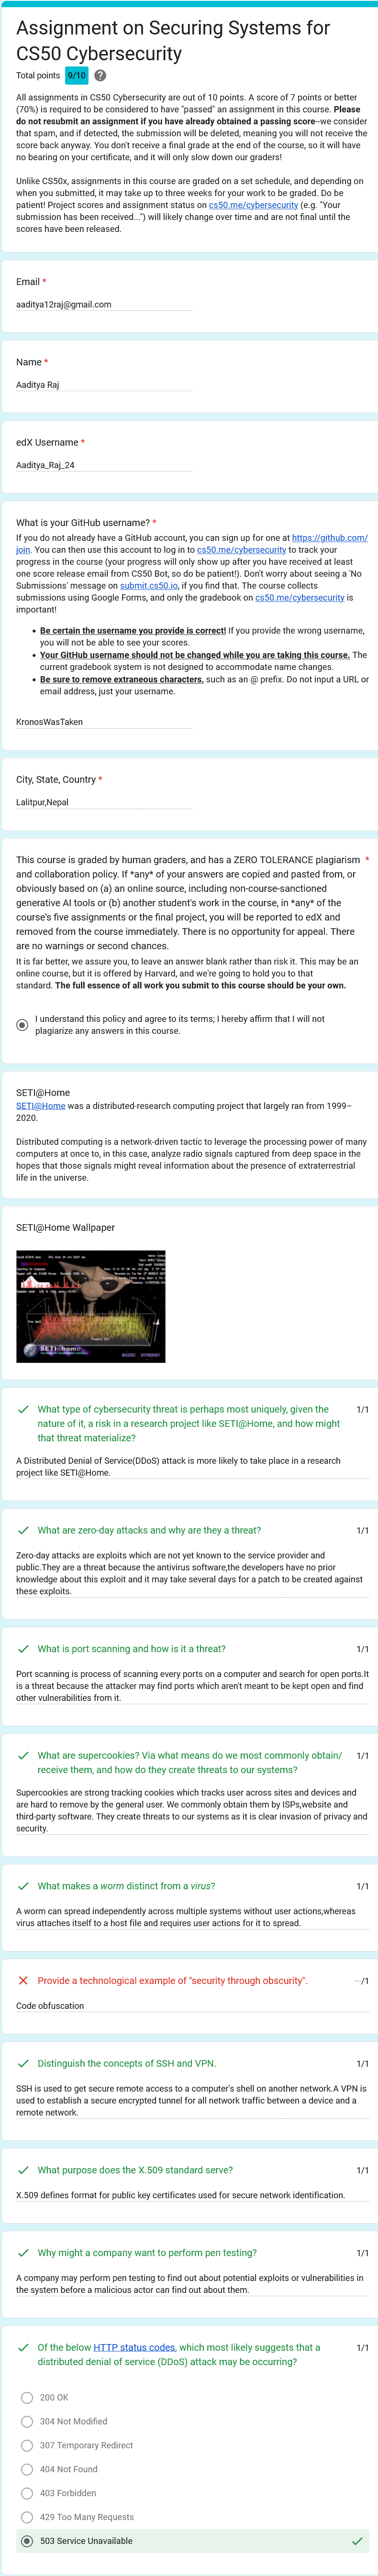 Assignment on Securing Systems for
CS50 Cybersecurity
Total points 9/10 ?
All assignments in CS50 Cybersecurity are out of 10 points. A score of 7 points or better
(70%) is required to be considered to have "passed" an assignment in this course. Please
do not resubmit an assignment if you have already obtained a passing score--we consider
that spam, and if detected, the submission will be deleted, meaning you will not receive the
score back anyway. You don't receive a final grade at the end of the course, so it will have
no bearing on your certificate, and it will only slow down our graders!
Unlike CS50x, assignments in this course are graded on a set schedule, and depending on
when you submitted, it may take up to three weeks for your work to be graded. Do be
patient! Project scores and assignment status on cs50.me/cybersecurity (e.g. "Your
submission has been received...") will likely change over time and are not final until the
scores have been released.
Email *
aaditya12raj@gmail.com
Name *
Aaditya Raj
edX Username *
Aaditya_Raj_24
What is your GitHub username? *
If you do not already have a GitHub account, you can sign up for one at https://github.com/
join. You can then use this account to log in to cs50.me/cybersecurity to track your
progress in the course (your progess will only show up after you have received at least
one score release email from CS50 Bot, so do be patient!). Don't worry about seeing a 'No
Submissions' message on submit.cs50.io, if you find that. The course collects
submissions using Google Forms, and only the gradebook on cs50.me/cybersecurity is
important!
• Be certain the username you provide is correct! If you provide the wrong username,
you will not be able to see your scores.
• Your GitHub username should not be changed while you are taking this course. The
current gradebook system is not designed to accommodate name changes.
• Be sure to remove extraneous characters, such as an @ prefix. Do not input a URL or
email address, just your username.
KronosWasTaken
City, State, Country *
Lalitpur,Nepal
This course is graded by human graders, and has a ZERO TOLERANCE plagiarism *
and collaboration policy. If *any* of your answers are copied and pasted from, or
obviously based on (a) an online source, including non-course-sanctioned
generative AI tools or (b) another student's work in the course, in *any* of the
course's five assignments or the final project, you will be reported to edX and
removed from the course immediately. There is no opportunity for appeal. There
are no warnings or second chances.
It is far better, we assure you, to leave an answer blank rather than risk it. This may be an
online course, but it is offered by Harvard, and we're going to hold you to that
standard. The full essence of all work you submit to this course should be your own.
I understand this policy and agree to its terms; I hereby affirm that I will not
plagiarize any answers in this course.
SETI@Home
SETI@Home was a distributed-research computing project that largely ran from 1999–
2020.
Distributed computing is a network-driven tactic to leverage the processing power of many
computers at once to, in this case, analyze radio signals captured from deep space in the
hopes that those signals might reveal information about the presence of extraterrestrial
life in the universe.
SETI@Home Wallpaper
What type of cybersecurity threat is perhaps most uniquely, given the 1/1
nature of it, a risk in a research project like SETI@Home, and how might
that threat materialize?
A Distributed Denial of Service(DDoS) attack is more likely to take place in a research
project like SETI@Home.
What are zero-day attacks and why are they a threat? 1/1
Zero-day attacks are exploits which are not yet known to the service provider and
public.They are a threat because the antivirus software,the developers have no prior
knowledge about this exploit and it may take several days for a patch to be created against
these exploits.
What is port scanning and how is it a threat? 1/1
Port scanning is process of scanning every ports on a computer and search for open ports.It
is a threat because the attacker may find ports which aren't meant to be kept open and find
other vulnerabilities from it.
What are supercookies? Via what means do we most commonly obtain/ 1/1
receive them, and how do they create threats to our systems?
Supercookies are strong tracking cookies which tracks user across sites and devices and
are hard to remove by the general user. We commonly obtain them by ISPs,website and
third-party software. They create threats to our systems as it is clear invasion of privacy and
security.
What makes a worm distinct from a virus? 1/1
A worm can spread independently across multiple systems without user actions,whereas
virus attaches itself to a host file and requires user actions for it to spread.
Provide a technological example of "security through obscurity". ···/1
Code obfuscation
Distinguish the concepts of SSH and VPN. 1/1
SSH is used to get secure remote access to a computer's shell on another network.A VPN is
used to establish a secure encrypted tunnel for all network traffic between a device and a
remote network.
What purpose does the X.509 standard serve? 1/1
X.509 defines format for public key certificates used for secure network identification.
Why might a company want to perform pen testing? 1/1
A company may perform pen testing to find out about potential exploits or vulnerabilities in
the system before a malicious actor can find out about them.
Of the below HTTP status codes, which most likely suggests that a 1/1
distributed denial of service (DDoS) attack may be occurring?
200 OK
304 Not Modified
307 Temporary Redirect
404 Not Found
403 Forbidden
429 Too Many Requests
503 Service Unavailable